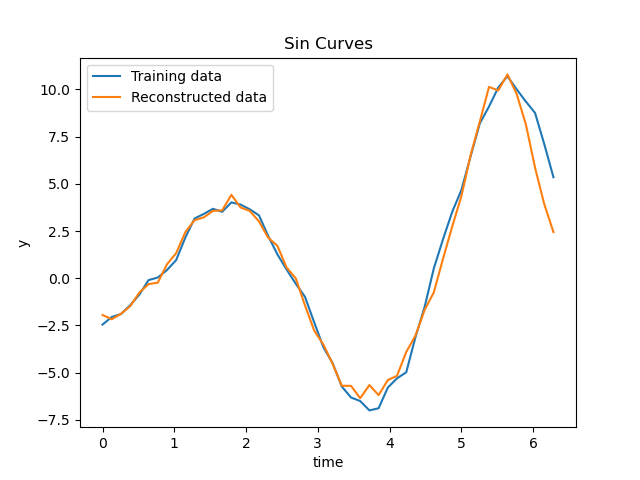 Sin Curves
Training data
Reconstructed data
10.0
7.5
5.0
2.5
0.0
−2.5
−5.0
−7.5
y
0 1 2 3 4 5 6
time